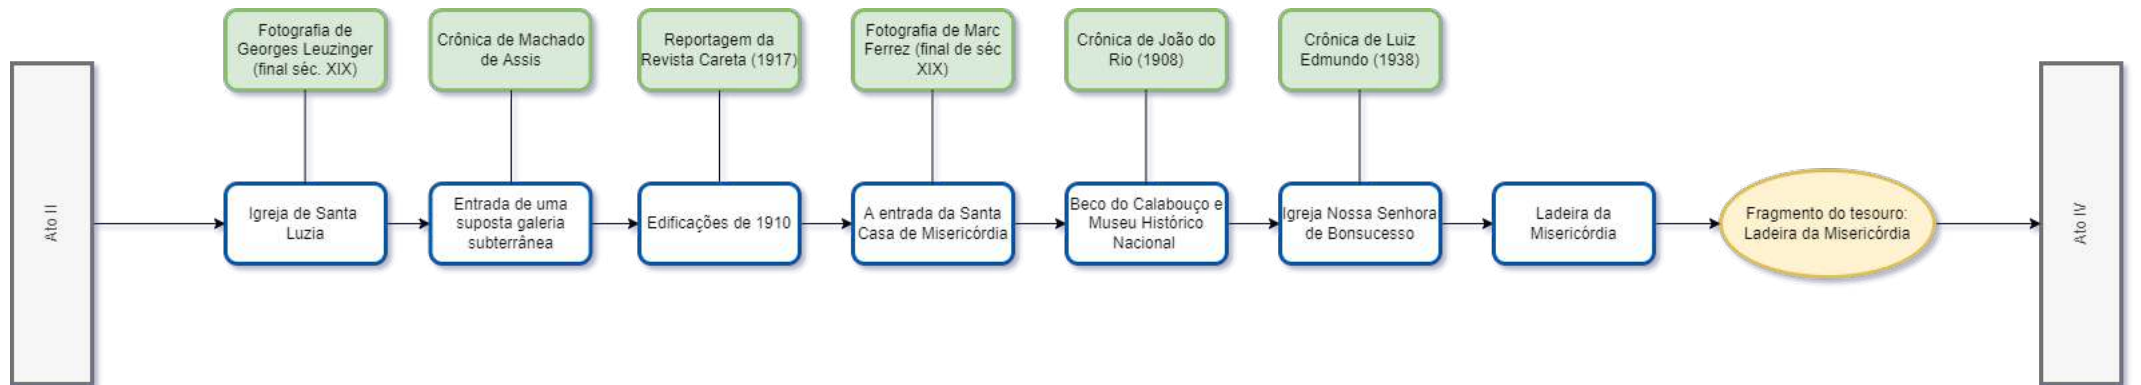 Fotografia de
Georges Leuzinger
(final séc. XIX)
Crônica de Machado
de Assis
Reportagem da
Revista Careta (1917)
Fotografia de Marc
Ferrez (final de séc
XIX)
Crônica de João do
Rio (1908)
Crônica de Luiz
Edmundo (1938)
Ato II
Igreja de Santa
Luzia
Entrada de uma
suposta galeria
subterrânea
Edificações de 1910
A entrada da Santa
Casa de Misericórdia
Beco do Calabouço e
Museu Histórico
Nacional
Igreja Nossa Senhora
de Bonsucesso
Ladeira da
Misericórdia
Fragmento do tesouro:
Ladeira da Misericórdia
Ato IV